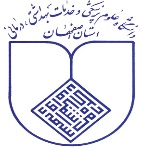 دانشگاه علوم پزشکی و خدمات بهداشتی، درمانی
استان اصفهان